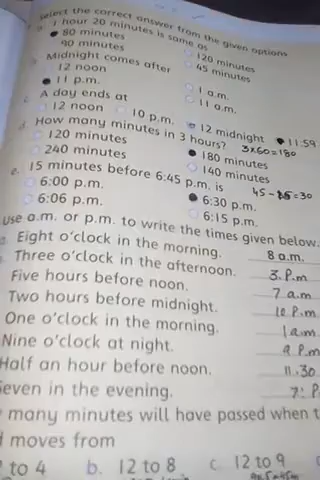 Select the correct answer from the given options
a. 1 hour 20 minutes is same as
80 minutes 120 minutes
90 minutes 45 minutes
b. Midnight comes after
12 noon 1 a.m.
11 p.m. 11 a.m.
c. A day ends at
12 noon 10 p.m. 12 midnight 11:59
d. How many minutes in 3 hours? 3x60=180
120 minutes 180 minutes
240 minutes 140 minutes
e. 15 minutes before 6:45 p.m. is 45-15=30
6:00 p.m. 6:30 p.m.
6:06 p.m. 6:15 p.m.
Use a.m. or p.m. to write the times given below.
Eight o'clock in the morning. 8 a.m.
Three o'clock in the afternoon. 3. P.m
Five hours before noon. 7 a.m
Two hours before midnight. 10 P.m
One o'clock in the morning. 1 a.m
Nine o'clock at night. 9 P.m
Half an hour before noon. 11.30
Seven in the evening. 7: P
many minutes will have passed when t
moves from
to 4 b. 12 to 8 c. 12 to 9